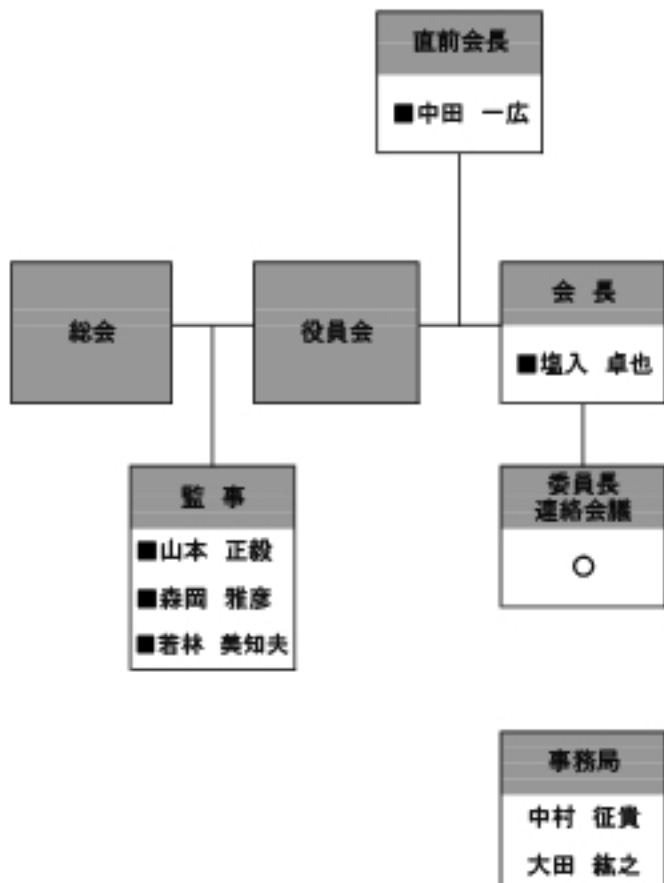 直前会長
■中田 一広
総会
役員会
会 長
■塩入 卓也
監 事
■山本 正毅
■森岡 雅彦
■若林 美知夫
委員長
連絡会議
○
事務局
中村 征貴
大田 紘之